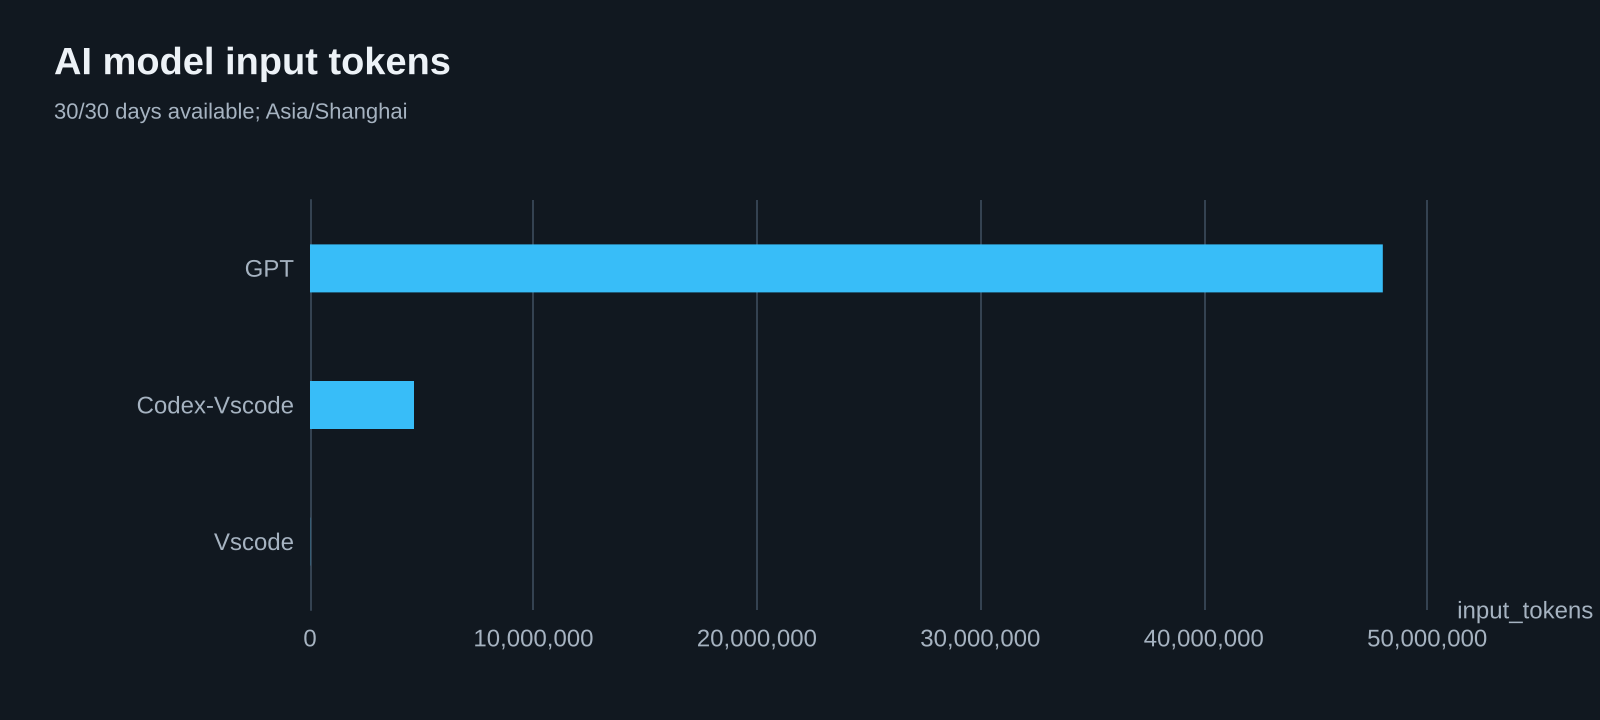 AI model input tokens
30/30 days available; Asia/Shanghai
GPT
Codex-Vscode
Vscode
input_tokens
0 10,000,000 20,000,000 30,000,000 40,000,000 50,000,000